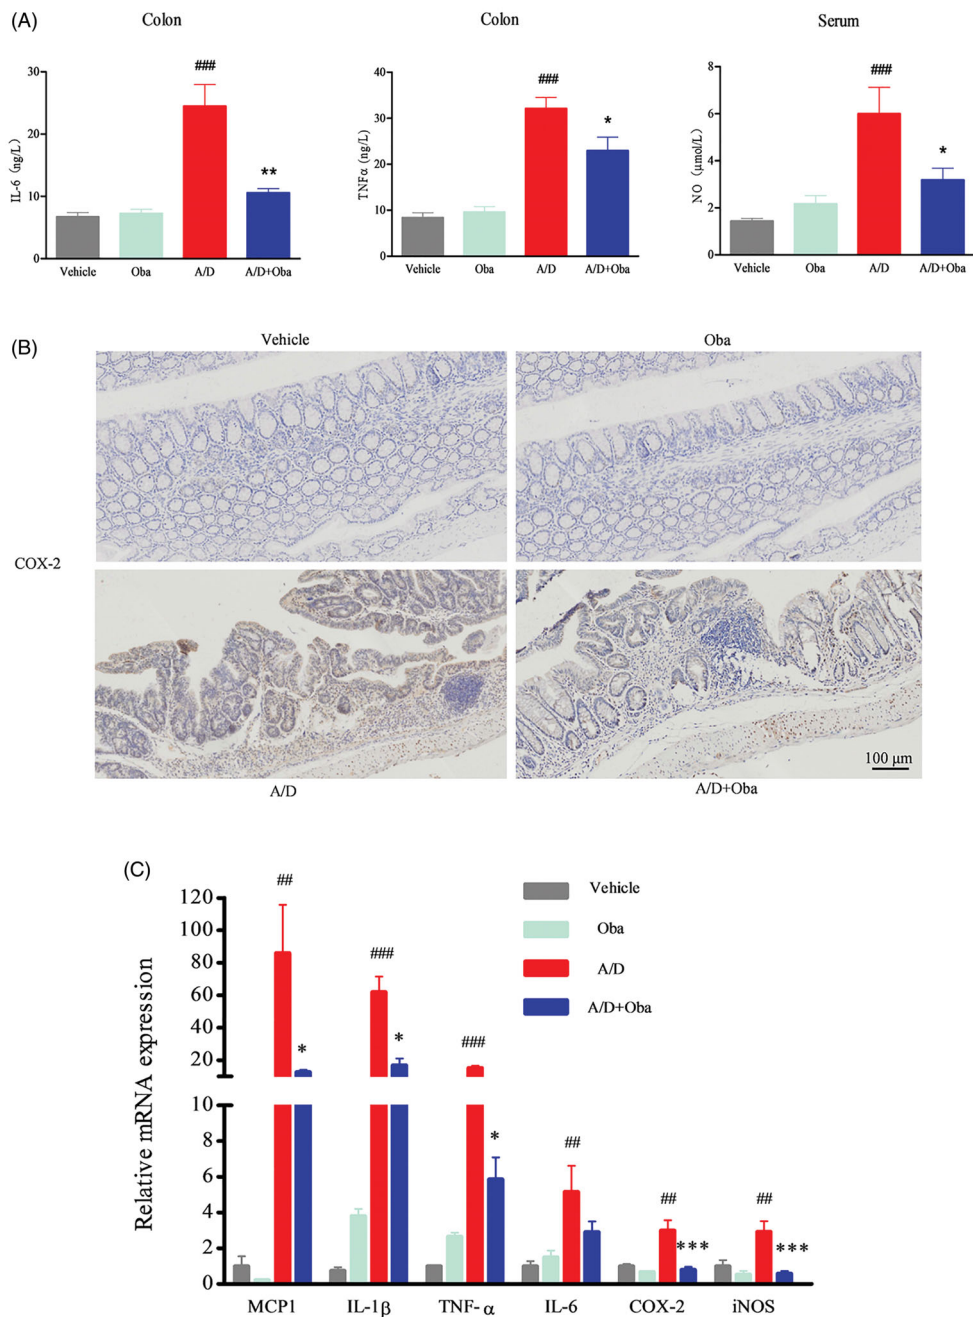 (A)
Colon
Colon
Serum
IL-6 (ng/L)
30
20
10
0
###
**
Vehicle Oba A/D A/D+Oba
TNFα (ng/L)
40
30
20
10
0
###
*
Vehicle Oba A/D A/D+Oba
NO (μmol/L)
8
6
4
2
0
###
*
Vehicle Oba A/D A/D+Oba
(B)
Vehicle
Oba
COX-2
A/D
A/D+Oba
100 μm
(C)
Relative mRNA expression
120
100
80
60
40
20
10
8
6
4
2
0
##
*
###
*
###
*
##
##
***
##
***
Vehicle
Oba
A/D
A/D+Oba
MCP1 IL-1β TNF-α IL-6 COX-2 iNOS